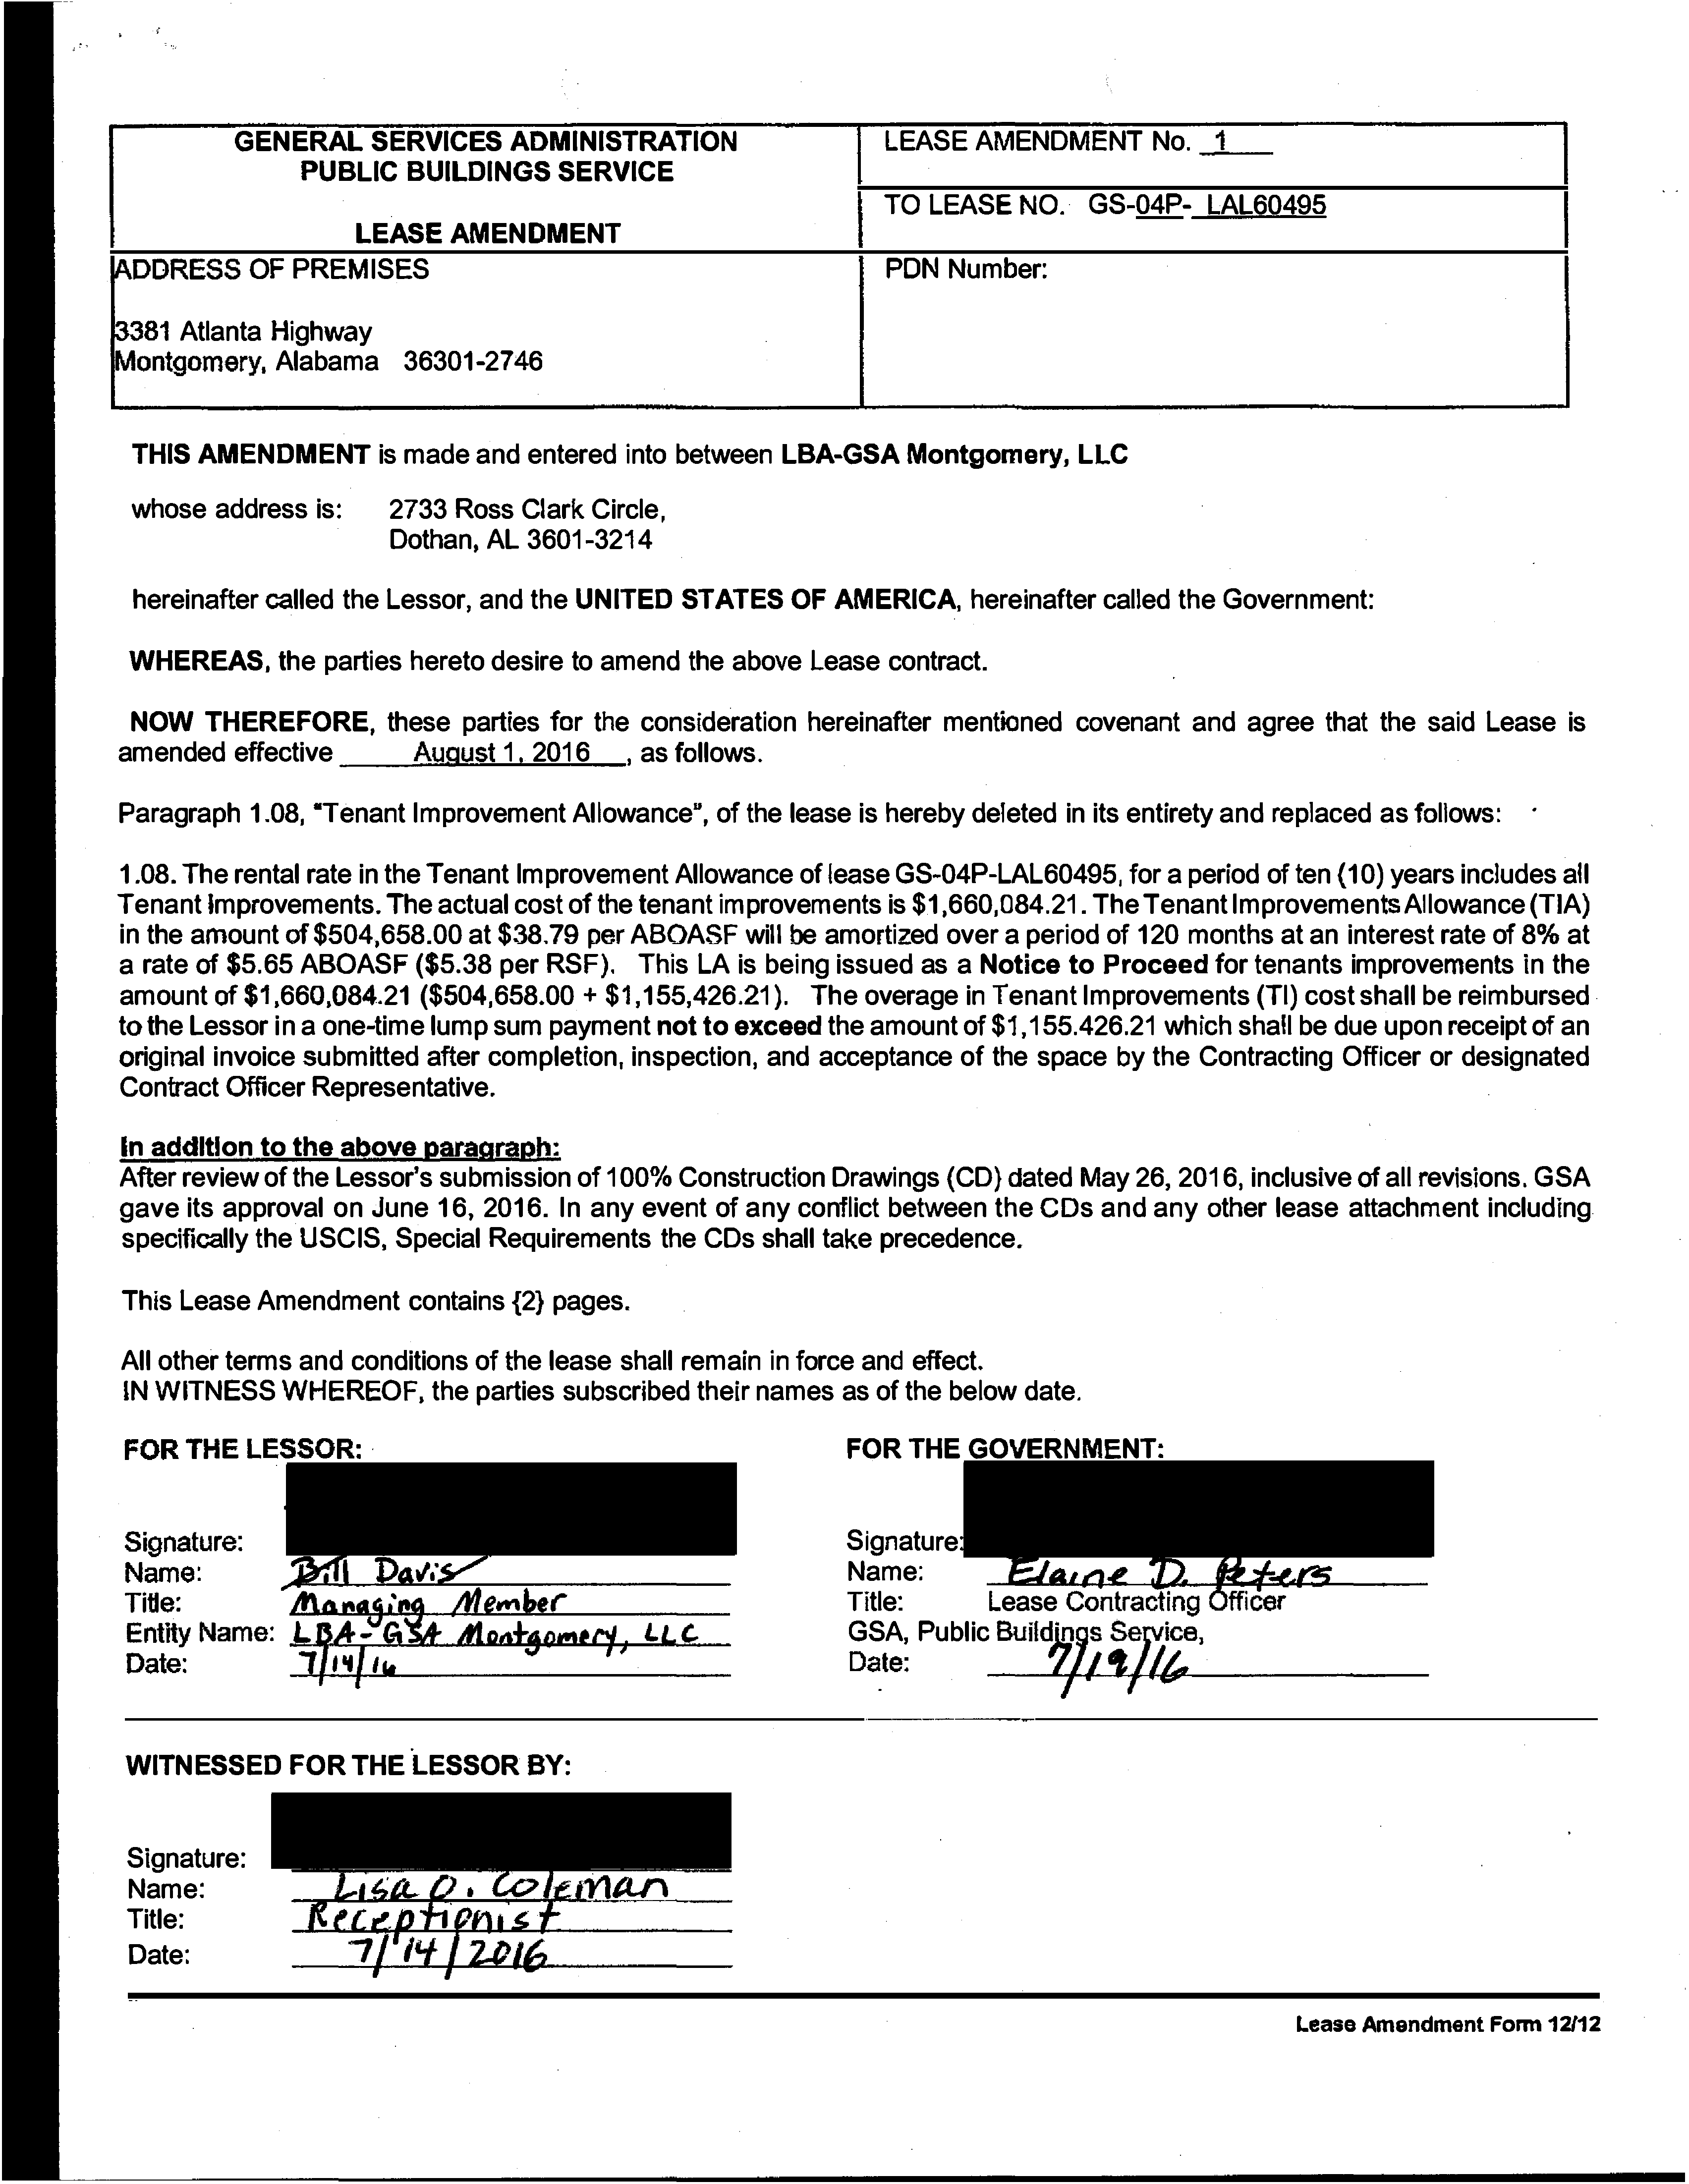 GENERAL SERVICES ADMINISTRATION
PUBLIC BUILDINGS SERVICE
LEASE AMENDMENT
LEASE AMENDMENT No. 1
TO LEASE NO. GS-04P- LAL60495
ADDRESS OF PREMISES
3381 Atlanta Highway
Montgomery, Alabama 36301-2746
PDN Number:
THIS AMENDMENT is made and entered into between LBA-GSA Montgomery, LLC
whose address is: 2733 Ross Clark Circle,
Dothan, AL 3601-3214
hereinafter called the Lessor, and the UNITED STATES OF AMERICA, hereinafter called the Government:
WHEREAS, the parties hereto desire to amend the above Lease contract.
NOW THEREFORE, these parties for the consideration hereinafter mentioned covenant and agree that the said Lease is
amended effective August 1, 2016, as follows.
Paragraph 1.08, "Tenant Improvement Allowance", of the lease is hereby deleted in its entirety and replaced as follows:
1.08. The rental rate in the Tenant Improvement Allowance of lease GS-04P-LAL60495, for a period of ten (10) years includes all
Tenant Improvements. The actual cost of the tenant improvements is $1,660,084.21. The Tenant Improvements Allowance (TIA)
in the amount of $504,658.00 at $38.79 per ABOASF will be amortized over a period of 120 months at an interest rate of 8% at
a rate of $5.65 ABOASF ($5.38 per RSF). This LA is being issued as a Notice to Proceed for tenants improvements in the
amount of $1,660,084.21 ($504,658.00 + $1,155,426.21). The overage in Tenant Improvements (TI) cost shall be reimbursed
to the Lessor in a one-time lump sum payment not to exceed the amount of $1,155.426.21 which shall be due upon receipt of an
original invoice submitted after completion, inspection, and acceptance of the space by the Contracting Officer or designated
Contract Officer Representative.
In addition to the above paragraph:
After review of the Lessor's submission of 100% Construction Drawings (CD) dated May 26, 2016, inclusive of all revisions. GSA
gave its approval on June 16, 2016. In any event of any conflict between the CDs and any other lease attachment including
specifically the USCIS, Special Requirements the CDs shall take precedence.
This Lease Amendment contains {2} pages.
All other terms and conditions of the lease shall remain in force and effect.
IN WITNESS WHEREOF, the parties subscribed their names as of the below date.
FOR THE LESSOR:
Signature:
Name: Bill Davis
Title: Managing Member
Entity Name: LBA-GSA Montgomery, LLC
Date: 7/14/16
FOR THE GOVERNMENT:
Signature:
Name: Elaine D. Peters
Title: Lease Contracting Officer
GSA, Public Buildings Service,
Date: 7/19/16
WITNESSED FOR THE LESSOR BY:
Signature:
Name: Lisa O. Coleman
Title: Receptionist
Date: 7/14/2016
Lease Amendment Form 12/12